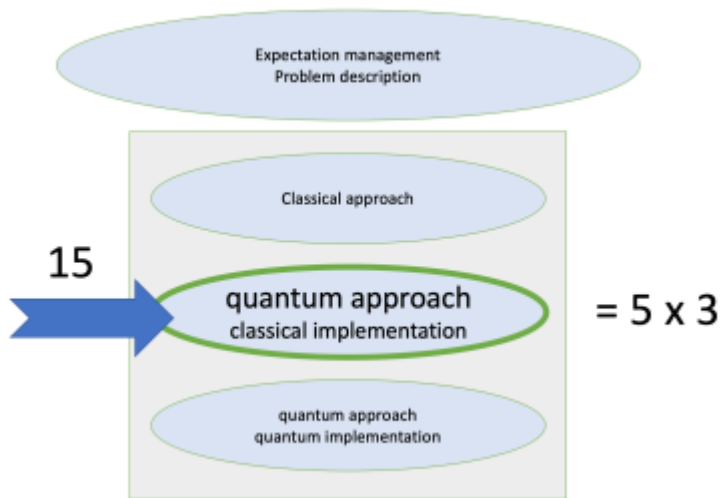 Expectation management
Problem description
Classical approach
15
quantum approach
classical implementation
= 5 x 3
quantum approach
quantum implementation